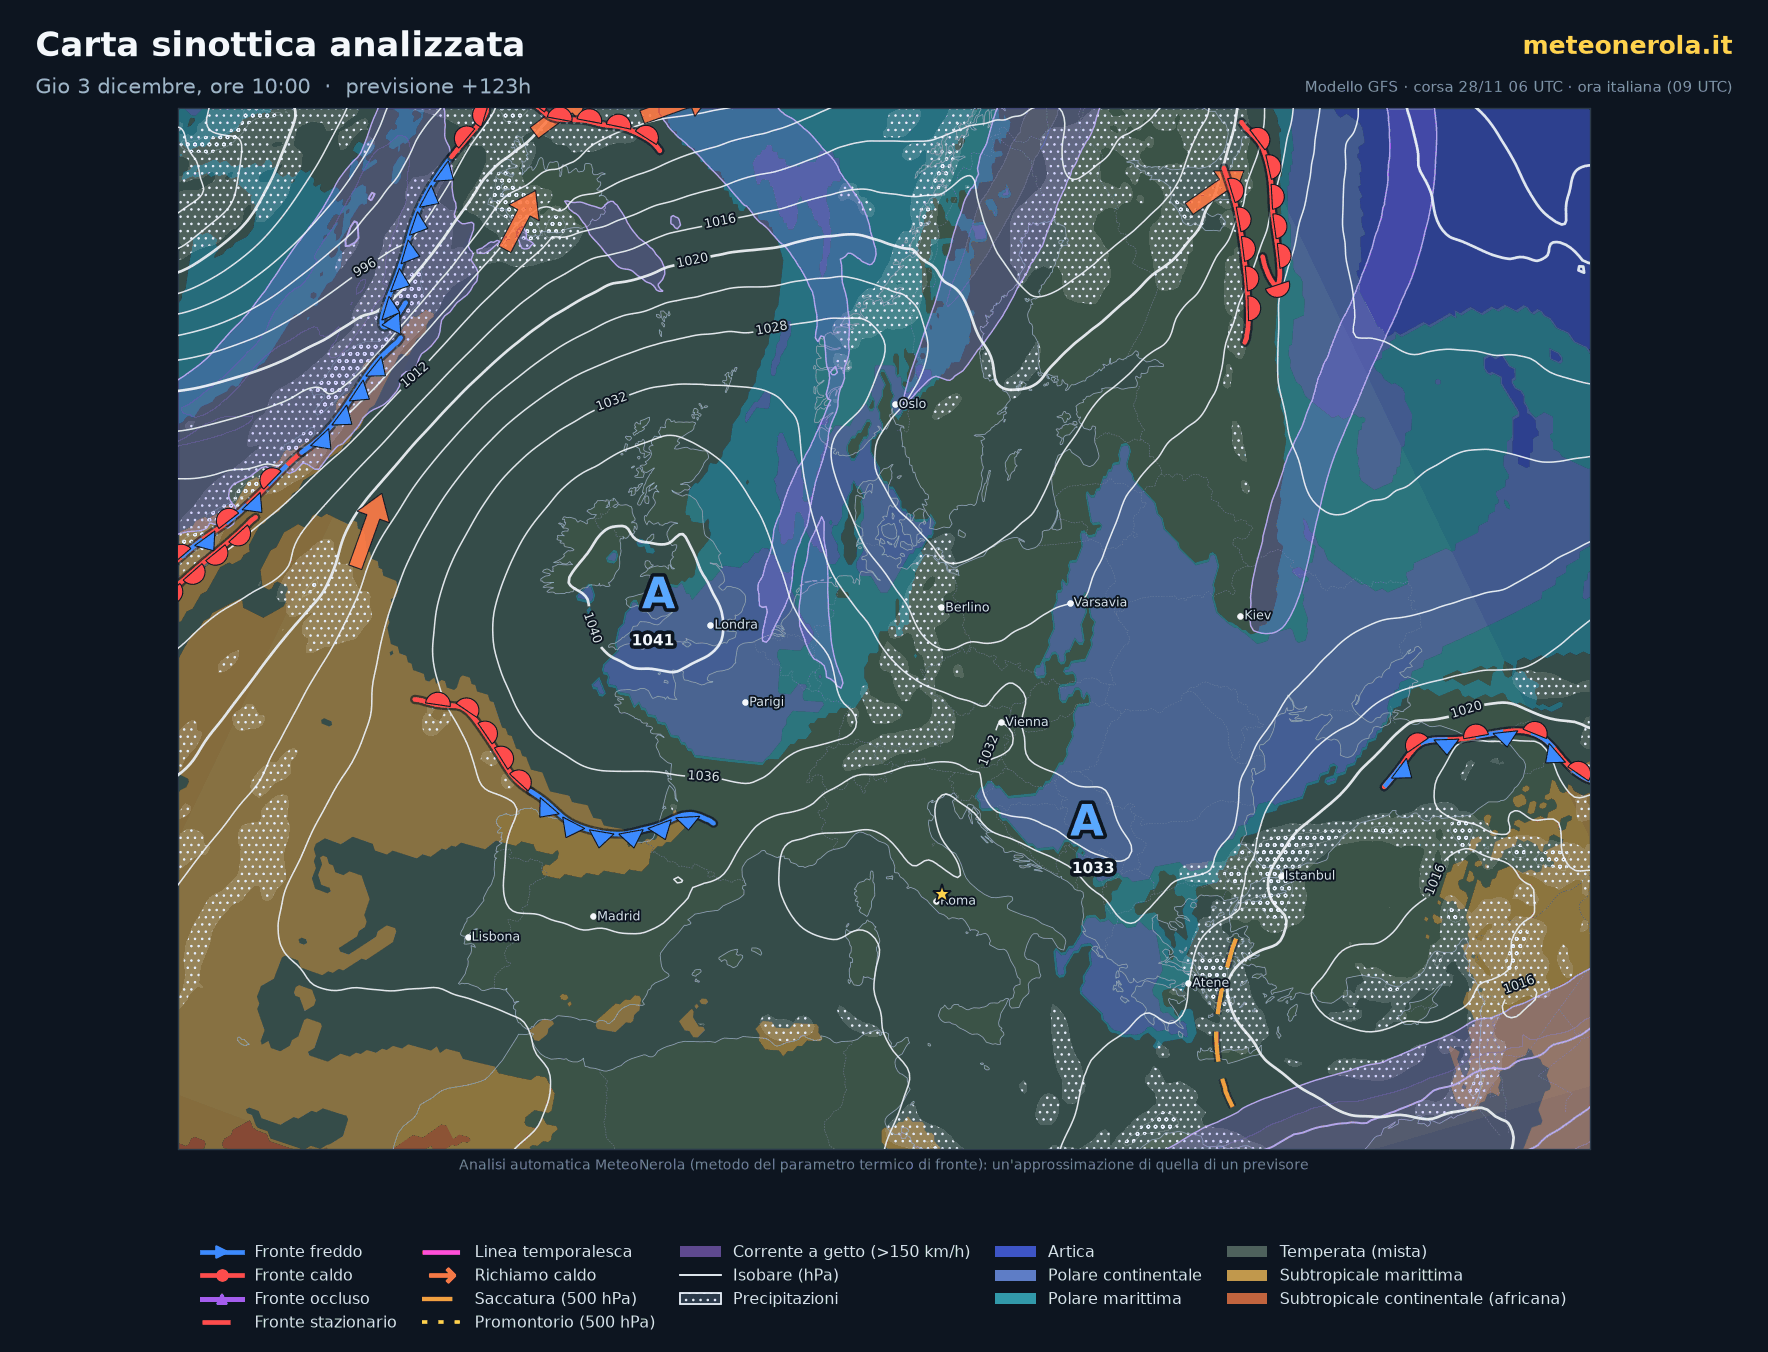 Carta sinottica analizzata
meteonerola.it
Gio 3 dicembre, ore 10:00 · previsione +123h
Modello GFS · corsa 28/11 06 UTC · ora italiana (09 UTC)
1016
996
1020
1028
1012
1032
Oslo
A
1040
1041
Londra
Berlino
Varsavia
Kiev
Parigi
Vienna
1020
1032
1036
A
1033
Istanbul
1016
Roma
Madrid
Lisbona
Atene
1016
Analisi automatica MeteoNerola (metodo del parametro termico di fronte): un'approssimazione di quella di un previsore
Fronte freddo
Fronte caldo
Fronte occluso
Fronte stazionario
Linea temporalesca
Richiamo caldo
Saccatura (500 hPa)
Promontorio (500 hPa)
Corrente a getto (>150 km/h)
Isobare (hPa)
Precipitazioni
Artica
Polare continentale
Polare marittima
Temperata (mista)
Subtropicale marittima
Subtropicale continentale (africana)